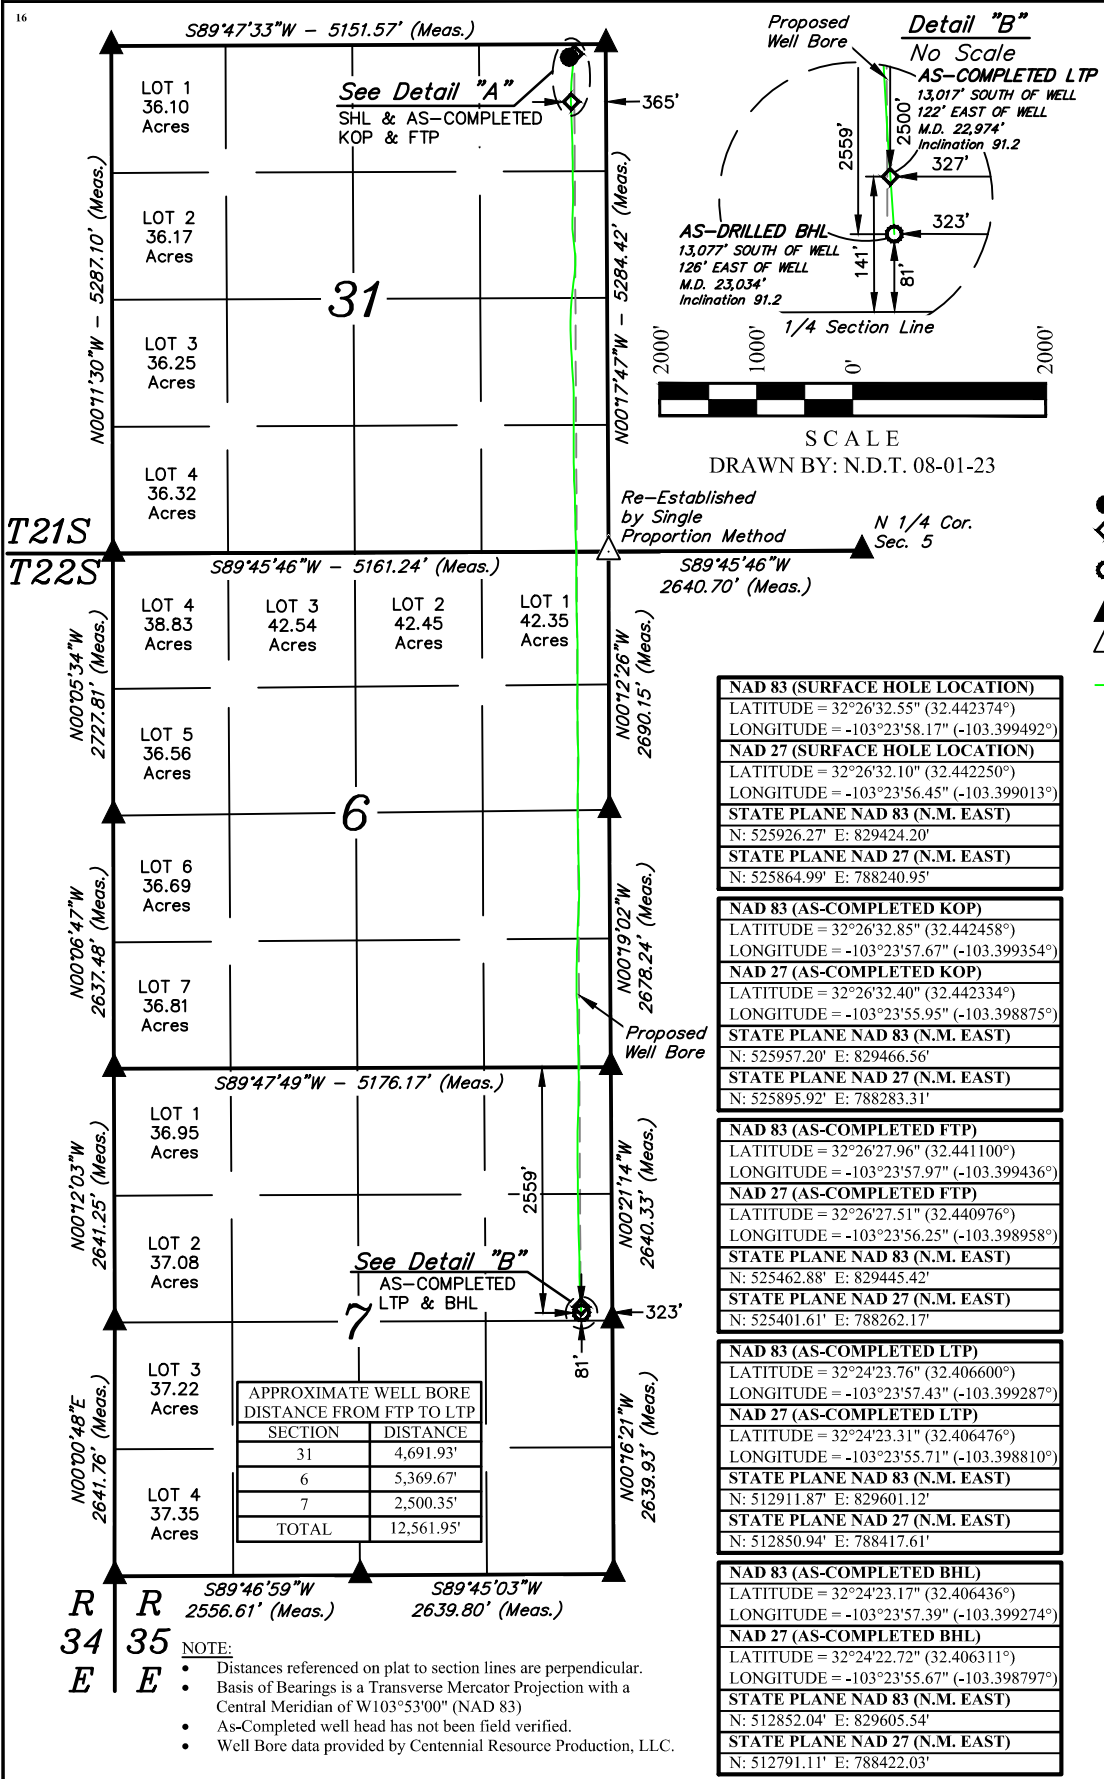 16
S89°47'33"W - 5151.57' (Meas.)
LOT 1
36.10
Acres
See Detail "A"
SHL & AS-COMPLETED
KOP & FTP
365'
LOT 2
36.17
Acres
N00°11'30"W - 5287.10' (Meas.)
31
N00°17'47"W - 5284.42' (Meas.)
LOT 3
36.25
Acres
LOT 4
36.32
Acres
Proposed
Well Bore
Detail "B"
No Scale
AS-COMPLETED LTP
13,017' SOUTH OF WELL
122' EAST OF WELL
M.D. 22,974'
Inclination 91.2
2559'
2500'
327'
AS-DRILLED BHL
13,077' SOUTH OF WELL
126' EAST OF WELL
M.D. 23,034'
Inclination 91.2
323'
141'
81'
1/4 Section Line
2000'
1000'
0'
2000'
SCALE
DRAWN BY: N.D.T. 08-01-23
Re-Established
by Single
Proportion Method
N 1/4 Cor.
Sec. 5
T21S
T22S
S89°45'46"W - 5161.24' (Meas.)
S89°45'46"W
2640.70' (Meas.)
LOT 4
38.83
Acres
LOT 3
42.54
Acres
LOT 2
42.45
Acres
LOT 1
42.35
Acres
N00°05'34"W
2727.81' (Meas.)
N00°12'26"W
2690.15' (Meas.)
LOT 5
36.56
Acres
6
LOT 6
36.69
Acres
N00°06'47"W
2637.48' (Meas.)
N00°19'02"W
2678.24' (Meas.)
LOT 7
36.81
Acres
Proposed
Well Bore
S89°47'49"W - 5176.17' (Meas.)
LOT 1
36.95
Acres
N00°12'03"W
2641.25' (Meas.)
2559'
N00°21'14"W
2640.33' (Meas.)
LOT 2
37.08
Acres
See Detail "B"
AS-COMPLETED
LTP & BHL
7
323'
81'
LOT 3
37.22
Acres
N00°00'48"E
2641.76' (Meas.)
N00°16'21"W
2639.93' (Meas.)
LOT 4
37.35
Acres
APPROXIMATE WELL BORE
DISTANCE FROM FTP TO LTP
SECTION DISTANCE
31 4,691.93'
6 5,369.67'
7 2,500.35'
TOTAL 12,561.95'
S89°46'59"W
2556.61' (Meas.)
S89°45'03"W
2639.80' (Meas.)
R R
34 35
E E
NOTE:
• Distances referenced on plat to section lines are perpendicular.
• Basis of Bearings is a Transverse Mercator Projection with a
Central Meridian of W103°53'00" (NAD 83)
• As-Completed well head has not been field verified.
• Well Bore data provided by Centennial Resource Production, LLC.
NAD 83 (SURFACE HOLE LOCATION)
LATITUDE = 32°26'32.55" (32.442374°)
LONGITUDE = -103°23'58.17" (-103.399492°)
NAD 27 (SURFACE HOLE LOCATION)
LATITUDE = 32°26'32.10" (32.442250°)
LONGITUDE = -103°23'56.45" (-103.399013°)
STATE PLANE NAD 83 (N.M. EAST)
N: 525926.27' E: 829424.20'
STATE PLANE NAD 27 (N.M. EAST)
N: 525864.99' E: 788240.95'
NAD 83 (AS-COMPLETED KOP)
LATITUDE = 32°26'32.85" (32.442458°)
LONGITUDE = -103°23'57.67" (-103.399354°)
NAD 27 (AS-COMPLETED KOP)
LATITUDE = 32°26'32.40" (32.442334°)
LONGITUDE = -103°23'55.95" (-103.398875°)
STATE PLANE NAD 83 (N.M. EAST)
N: 525957.20' E: 829466.56'
STATE PLANE NAD 27 (N.M. EAST)
N: 525895.92' E: 788283.31'
NAD 83 (AS-COMPLETED FTP)
LATITUDE = 32°26'27.96" (32.441100°)
LONGITUDE = -103°23'57.97" (-103.399436°)
NAD 27 (AS-COMPLETED FTP)
LATITUDE = 32°26'27.51" (32.440976°)
LONGITUDE = -103°23'56.25" (-103.398958°)
STATE PLANE NAD 83 (N.M. EAST)
N: 525462.88' E: 829445.42'
STATE PLANE NAD 27 (N.M. EAST)
N: 525401.61' E: 788262.17'
NAD 83 (AS-COMPLETED LTP)
LATITUDE = 32°24'23.76" (32.406600°)
LONGITUDE = -103°23'57.43" (-103.399287°)
NAD 27 (AS-COMPLETED LTP)
LATITUDE = 32°24'23.31" (32.406476°)
LONGITUDE = -103°23'55.71" (-103.398810°)
STATE PLANE NAD 83 (N.M. EAST)
N: 512911.87' E: 829601.12'
STATE PLANE NAD 27 (N.M. EAST)
N: 512850.94' E: 788417.61'
NAD 83 (AS-COMPLETED BHL)
LATITUDE = 32°24'23.17" (32.406436°)
LONGITUDE = -103°23'57.39" (-103.399274°)
NAD 27 (AS-COMPLETED BHL)
LATITUDE = 32°24'22.72" (32.406311°)
LONGITUDE = -103°23'55.67" (-103.398797°)
STATE PLANE NAD 83 (N.M. EAST)
N: 512852.04' E: 829605.54'
STATE PLANE NAD 27 (N.M. EAST)
N: 512791.11' E: 788422.03'